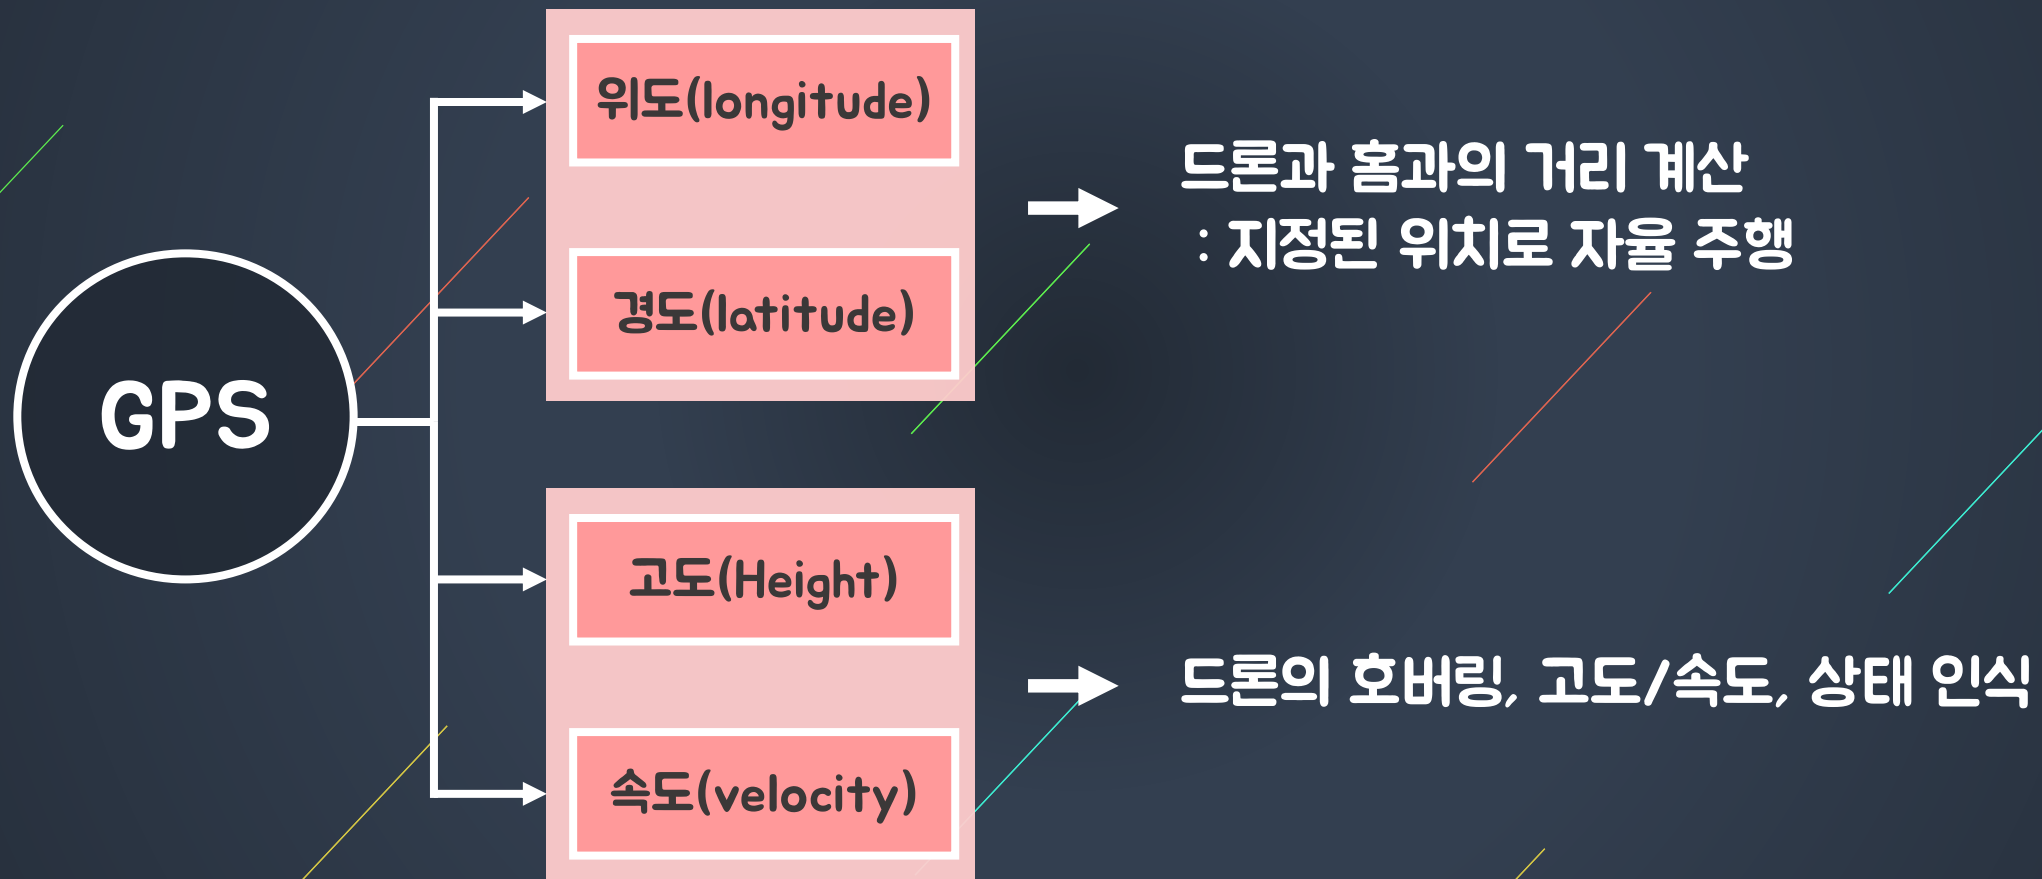 GPS
위도(longitude)
경도(latitude)
드론과 홈과의 거리 계산
: 지정된 위치로 자율 주행
고도(Height)
속도(velocity)
드론의 호버링, 고도/속도, 상태 인식